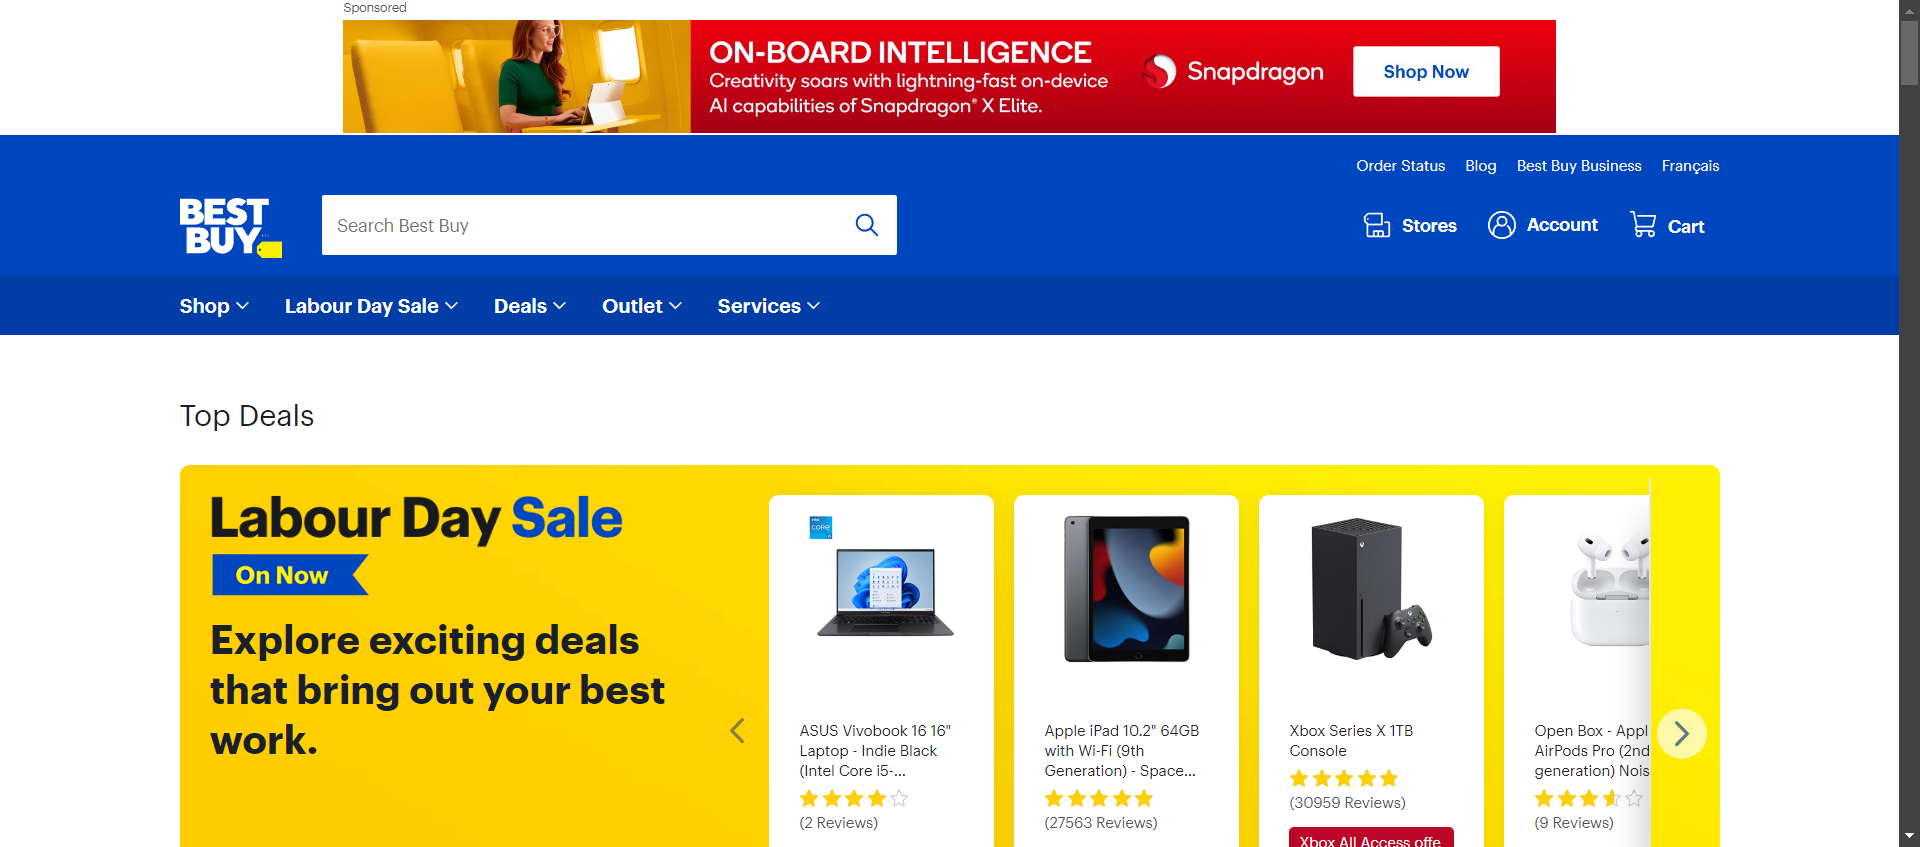 Sponsored
ON-BOARD INTELLIGENCE
Creativity soars with lightning-fast on-device
AI capabilities of Snapdragon® X Elite.
Snapdragon
Shop Now
Order Status Blog Best Buy Business Français
BEST
BUY
Search Best Buy
Stores Account Cart
Shop Labour Day Sale Deals Outlet Services
Top Deals
Labour Day Sale
On Now
Explore exciting deals
that bring out your best
work.
intel
CORE
ASUS Vivobook 16 16"
Laptop - Indie Black
(Intel Core i5-...
(2 Reviews)
Apple iPad 10.2" 64GB
with Wi-Fi (9th
Generation) - Space...
(27563 Reviews)
Xbox Series X 1TB
Console
(30959 Reviews)
Xbox All Access offe
Open Box - Appl
AirPods Pro (2nd
generation) Nois
(9 Reviews)